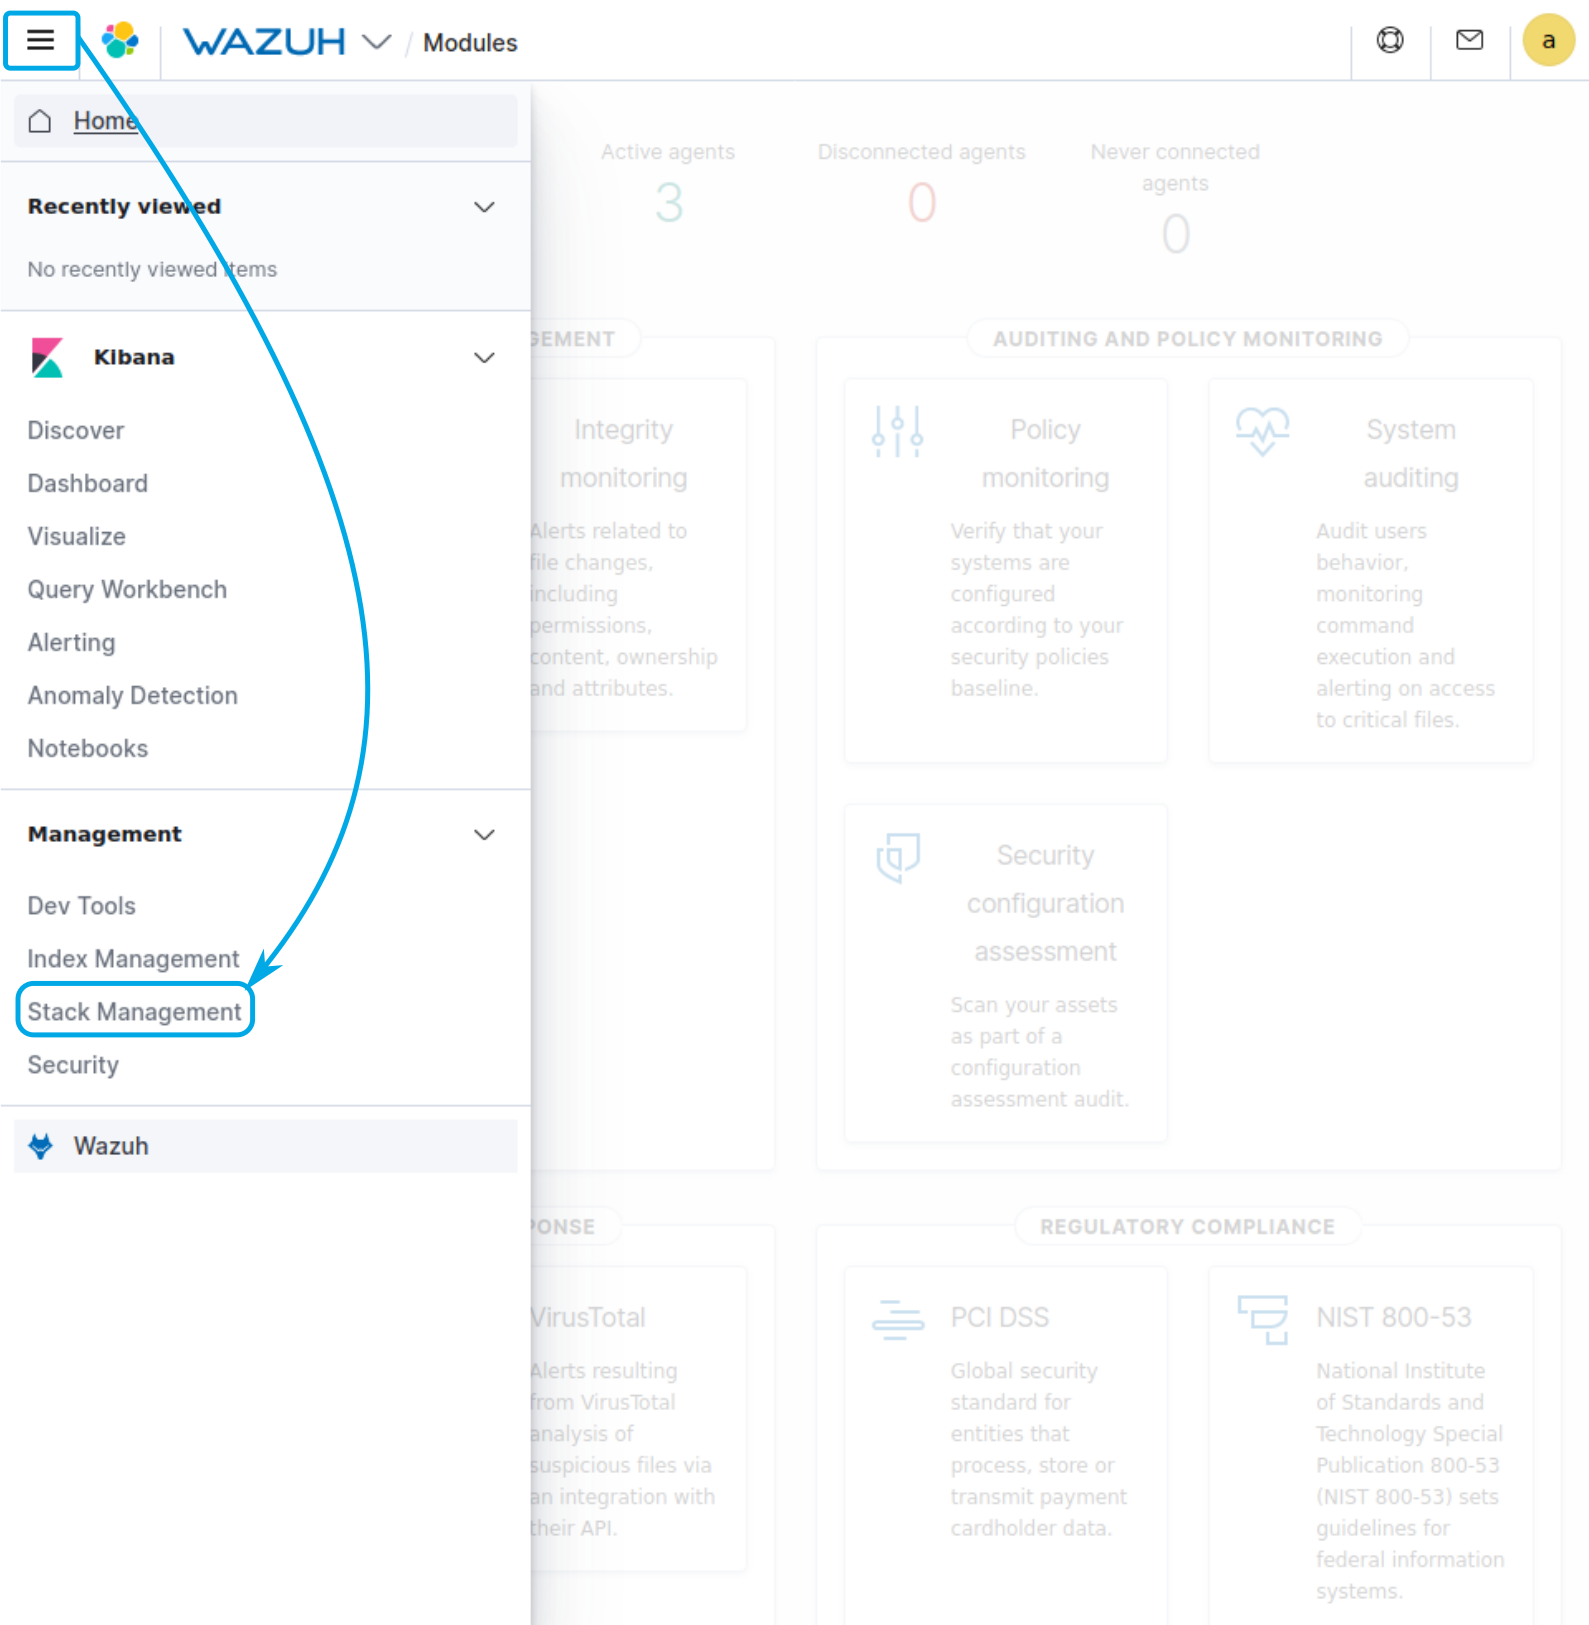 WAZUH / Modules
a
Home
Recently viewed
No recently viewed items
Kibana
Discover
Dashboard
Visualize
Query Workbench
Alerting
Anomaly Detection
Notebooks
Management
Dev Tools
Index Management
Stack Management
Security
Wazuh
Active agents
3
Disconnected agents
0
Never connected
agents
0
GEMENT
Integrity
monitoring
Alerts related to
file changes,
including
permissions,
content, ownership
and attributes.
AUDITING AND POLICY MONITORING
Policy
monitoring
Verify that your
systems are
configured
according to your
security policies
baseline.
System
auditing
Audit users
behavior,
monitoring
command
execution and
alerting on access
to critical files.
Security
configuration
assessment
Scan your assets
as part of a
configuration
assessment audit.
PONSE
VirusTotal
Alerts resulting
from VirusTotal
analysis of
suspicious files via
an integration with
their API.
REGULATORY COMPLIANCE
PCI DSS
Global security
standard for
entities that
process, store or
transmit payment
cardholder data.
NIST 800-53
National Institute
of Standards and
Technology Special
Publication 800-53
(NIST 800-53) sets
guidelines for
federal information
systems.